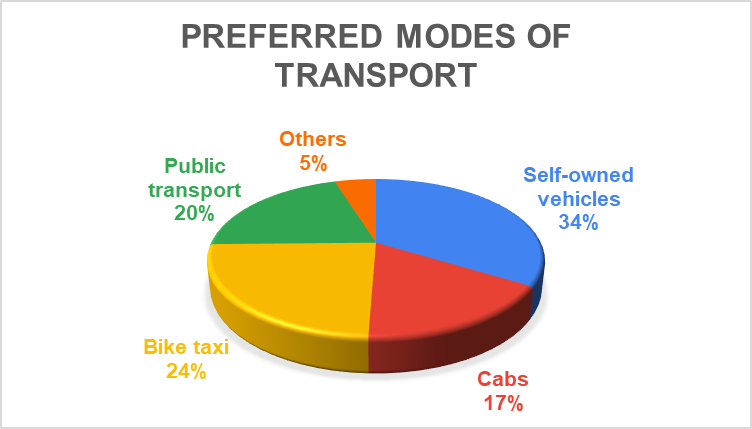 PREFERRED MODES OF
TRANSPORT
Others
5%
Public
transport
20%
Self-owned
vehicles
34%
Bike taxi
24%
Cabs
17%